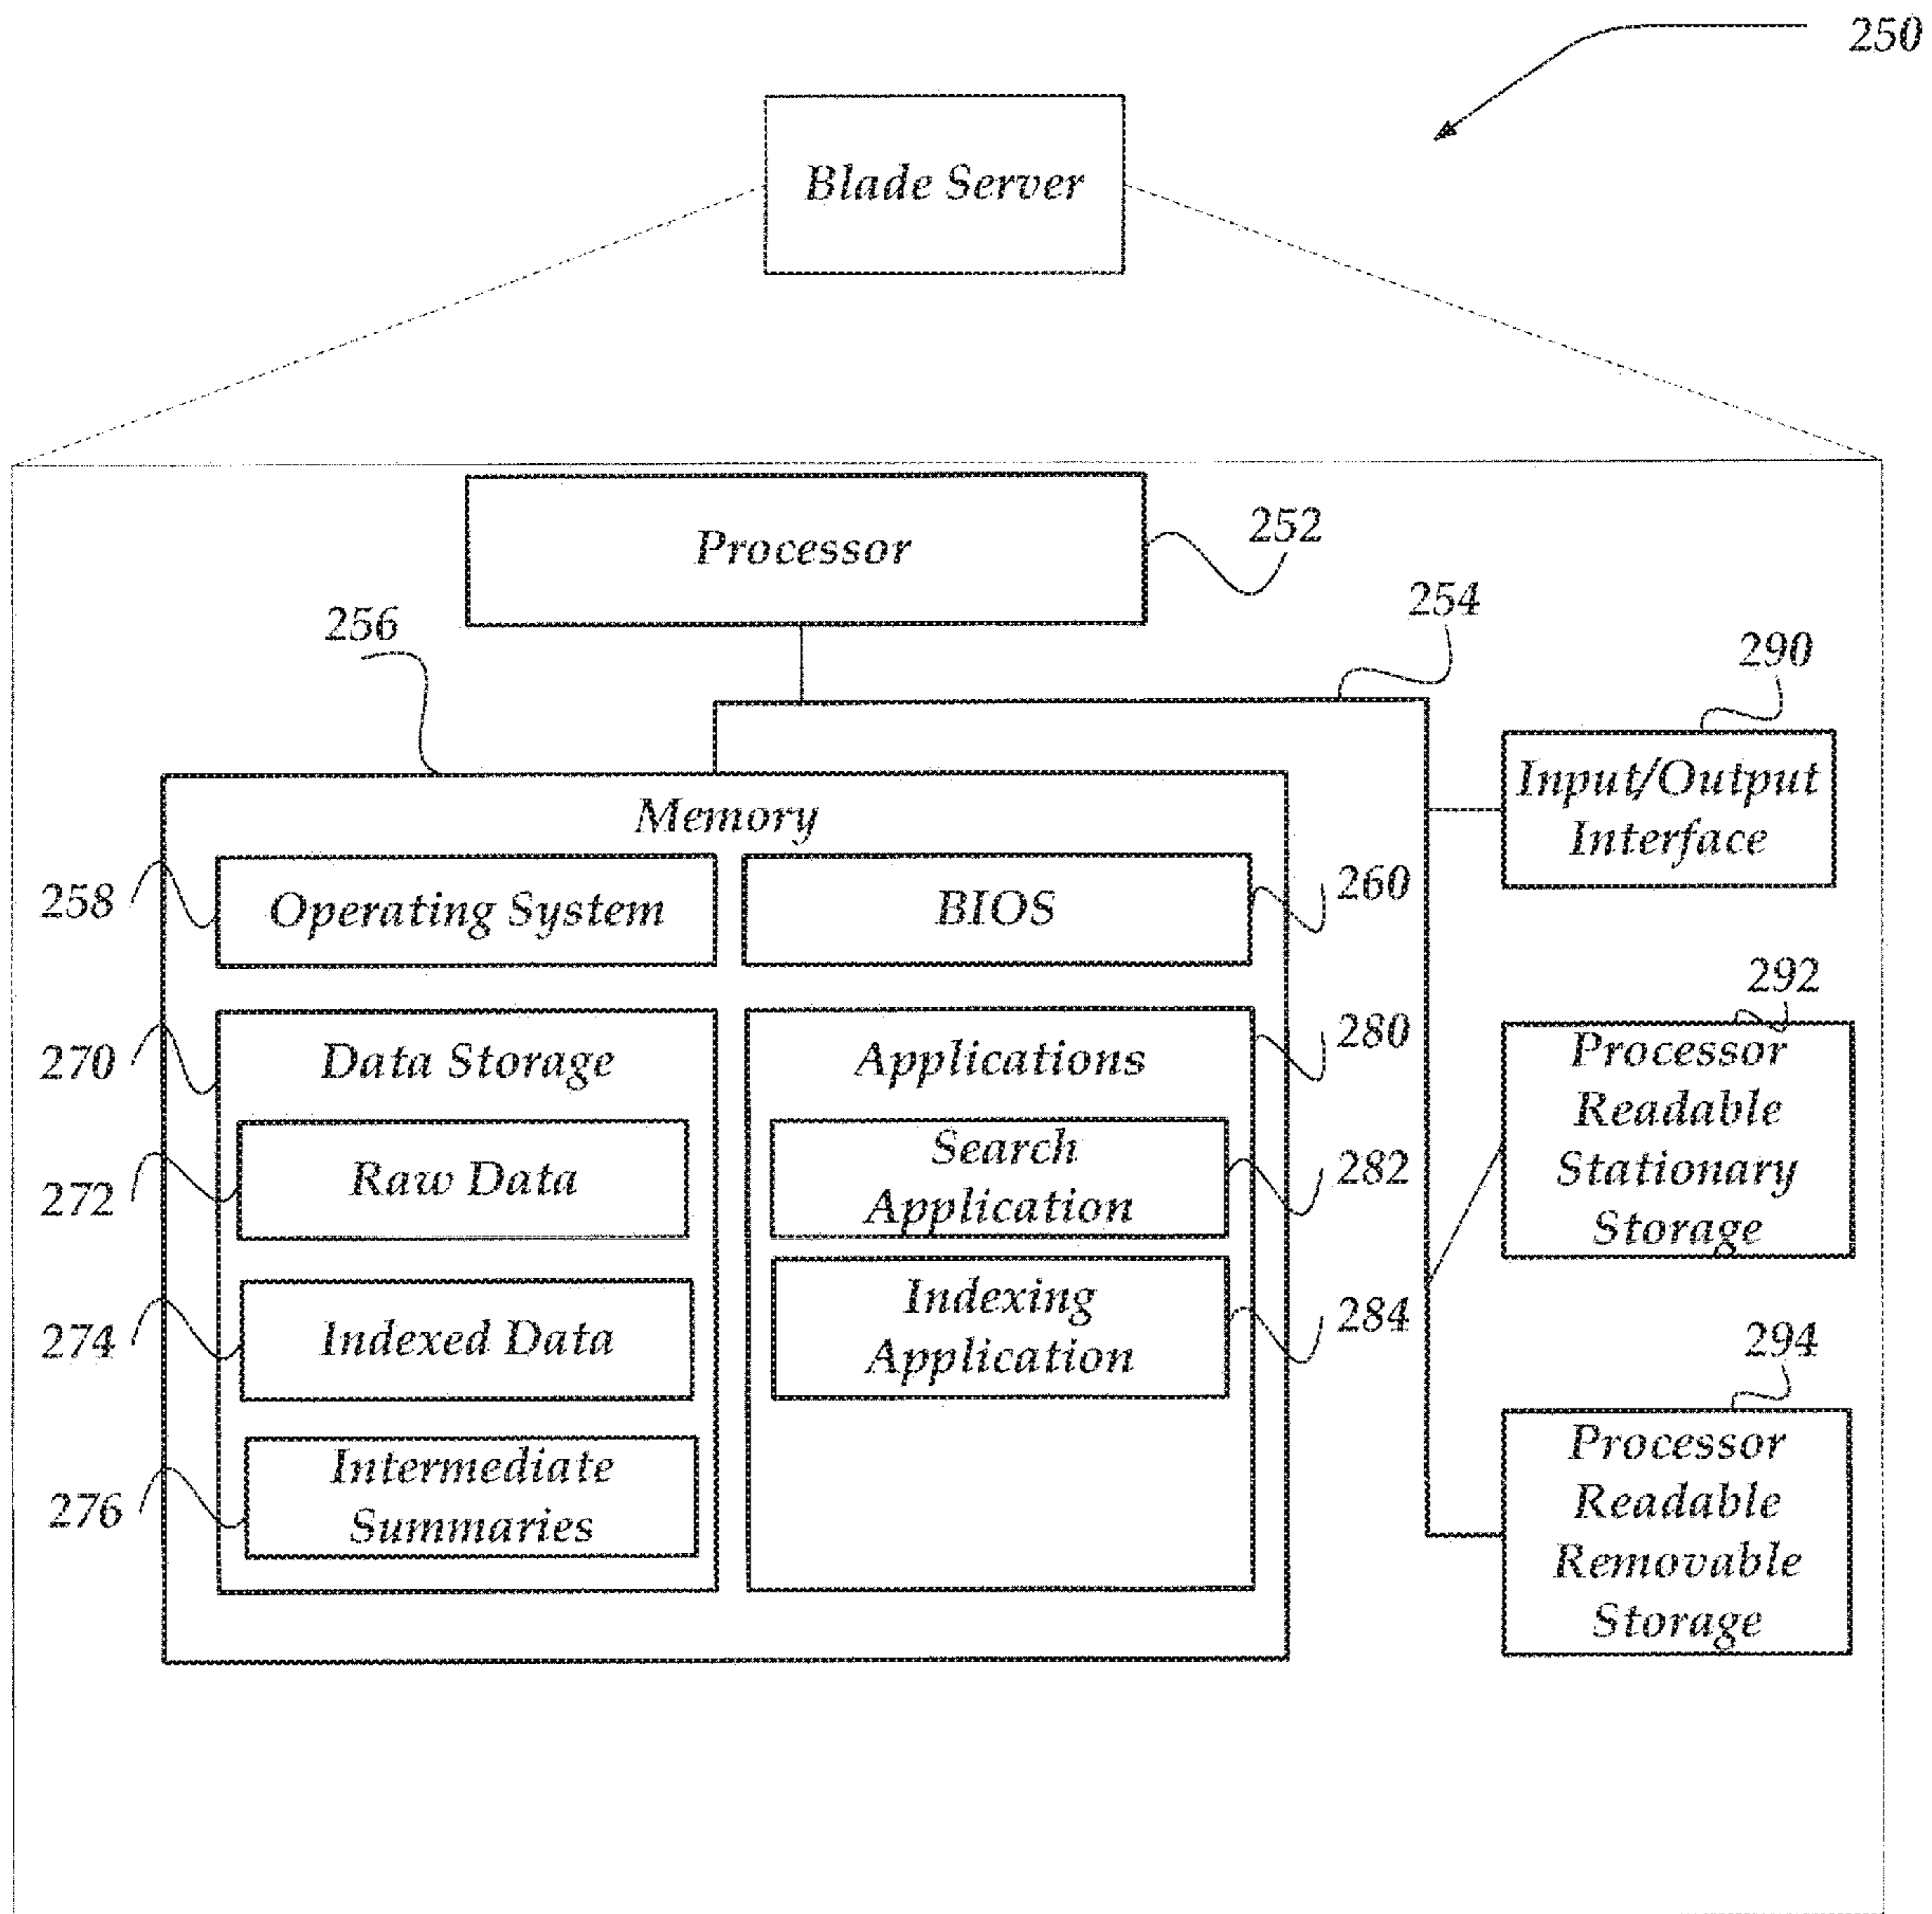 250
Blade Server
Processor
252
256
254
290
Input/Output
Interface
Memory
258
Operating System
BIOS
260
292
Processor
Readable
Stationary
Storage
270
Data Storage
Applications
280
272
Raw Data
Search
Application
282
274
Indexed Data
Indexing
Application
284
294
Processor
Readable
Removable
Storage
276
Intermediate
Summaries